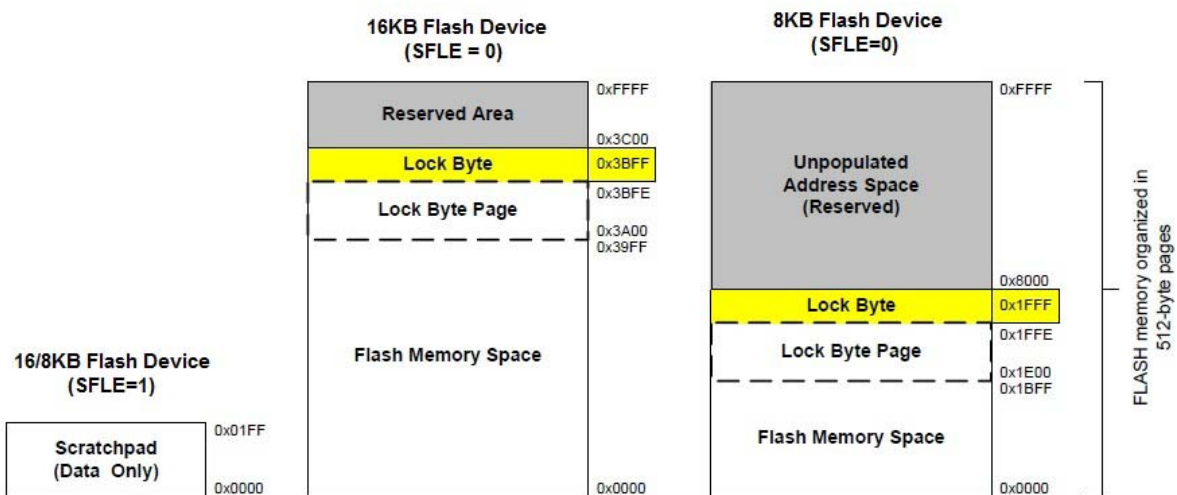 16KB Flash Device
(SFLE = 0)
0xFFFF
Reserved Area
0x3C00
Lock Byte
0x3BFF
0x3BFE
Lock Byte Page
0x3A00
0x39FF
Flash Memory Space
0x0000
8KB Flash Device
(SFLE=0)
0xFFFF
Unpopulated
Address Space
(Reserved)
0x8000
Lock Byte
0x1FFF
0x1FFE
Lock Byte Page
0x1E00
0x1BFF
Flash Memory Space
0x0000
FLASH memory organized in
512-byte pages
16/8KB Flash Device
(SFLE=1)
0x01FF
Scratchpad
(Data Only)
0x0000